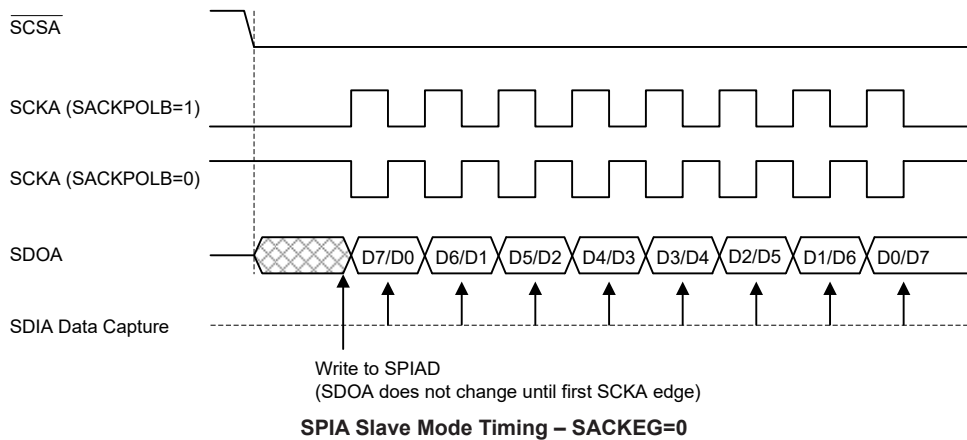 SCSA
SCKA (SACKPOLB=1)
SCKA (SACKPOLB=0)
SDOA
D7/D0 D6/D1 D5/D2 D4/D3 D3/D4 D2/D5 D1/D6 D0/D7
SDIA Data Capture
Write to SPIAD
(SDOA does not change until first SCKA edge)
SPIA Slave Mode Timing – SACKEG=0